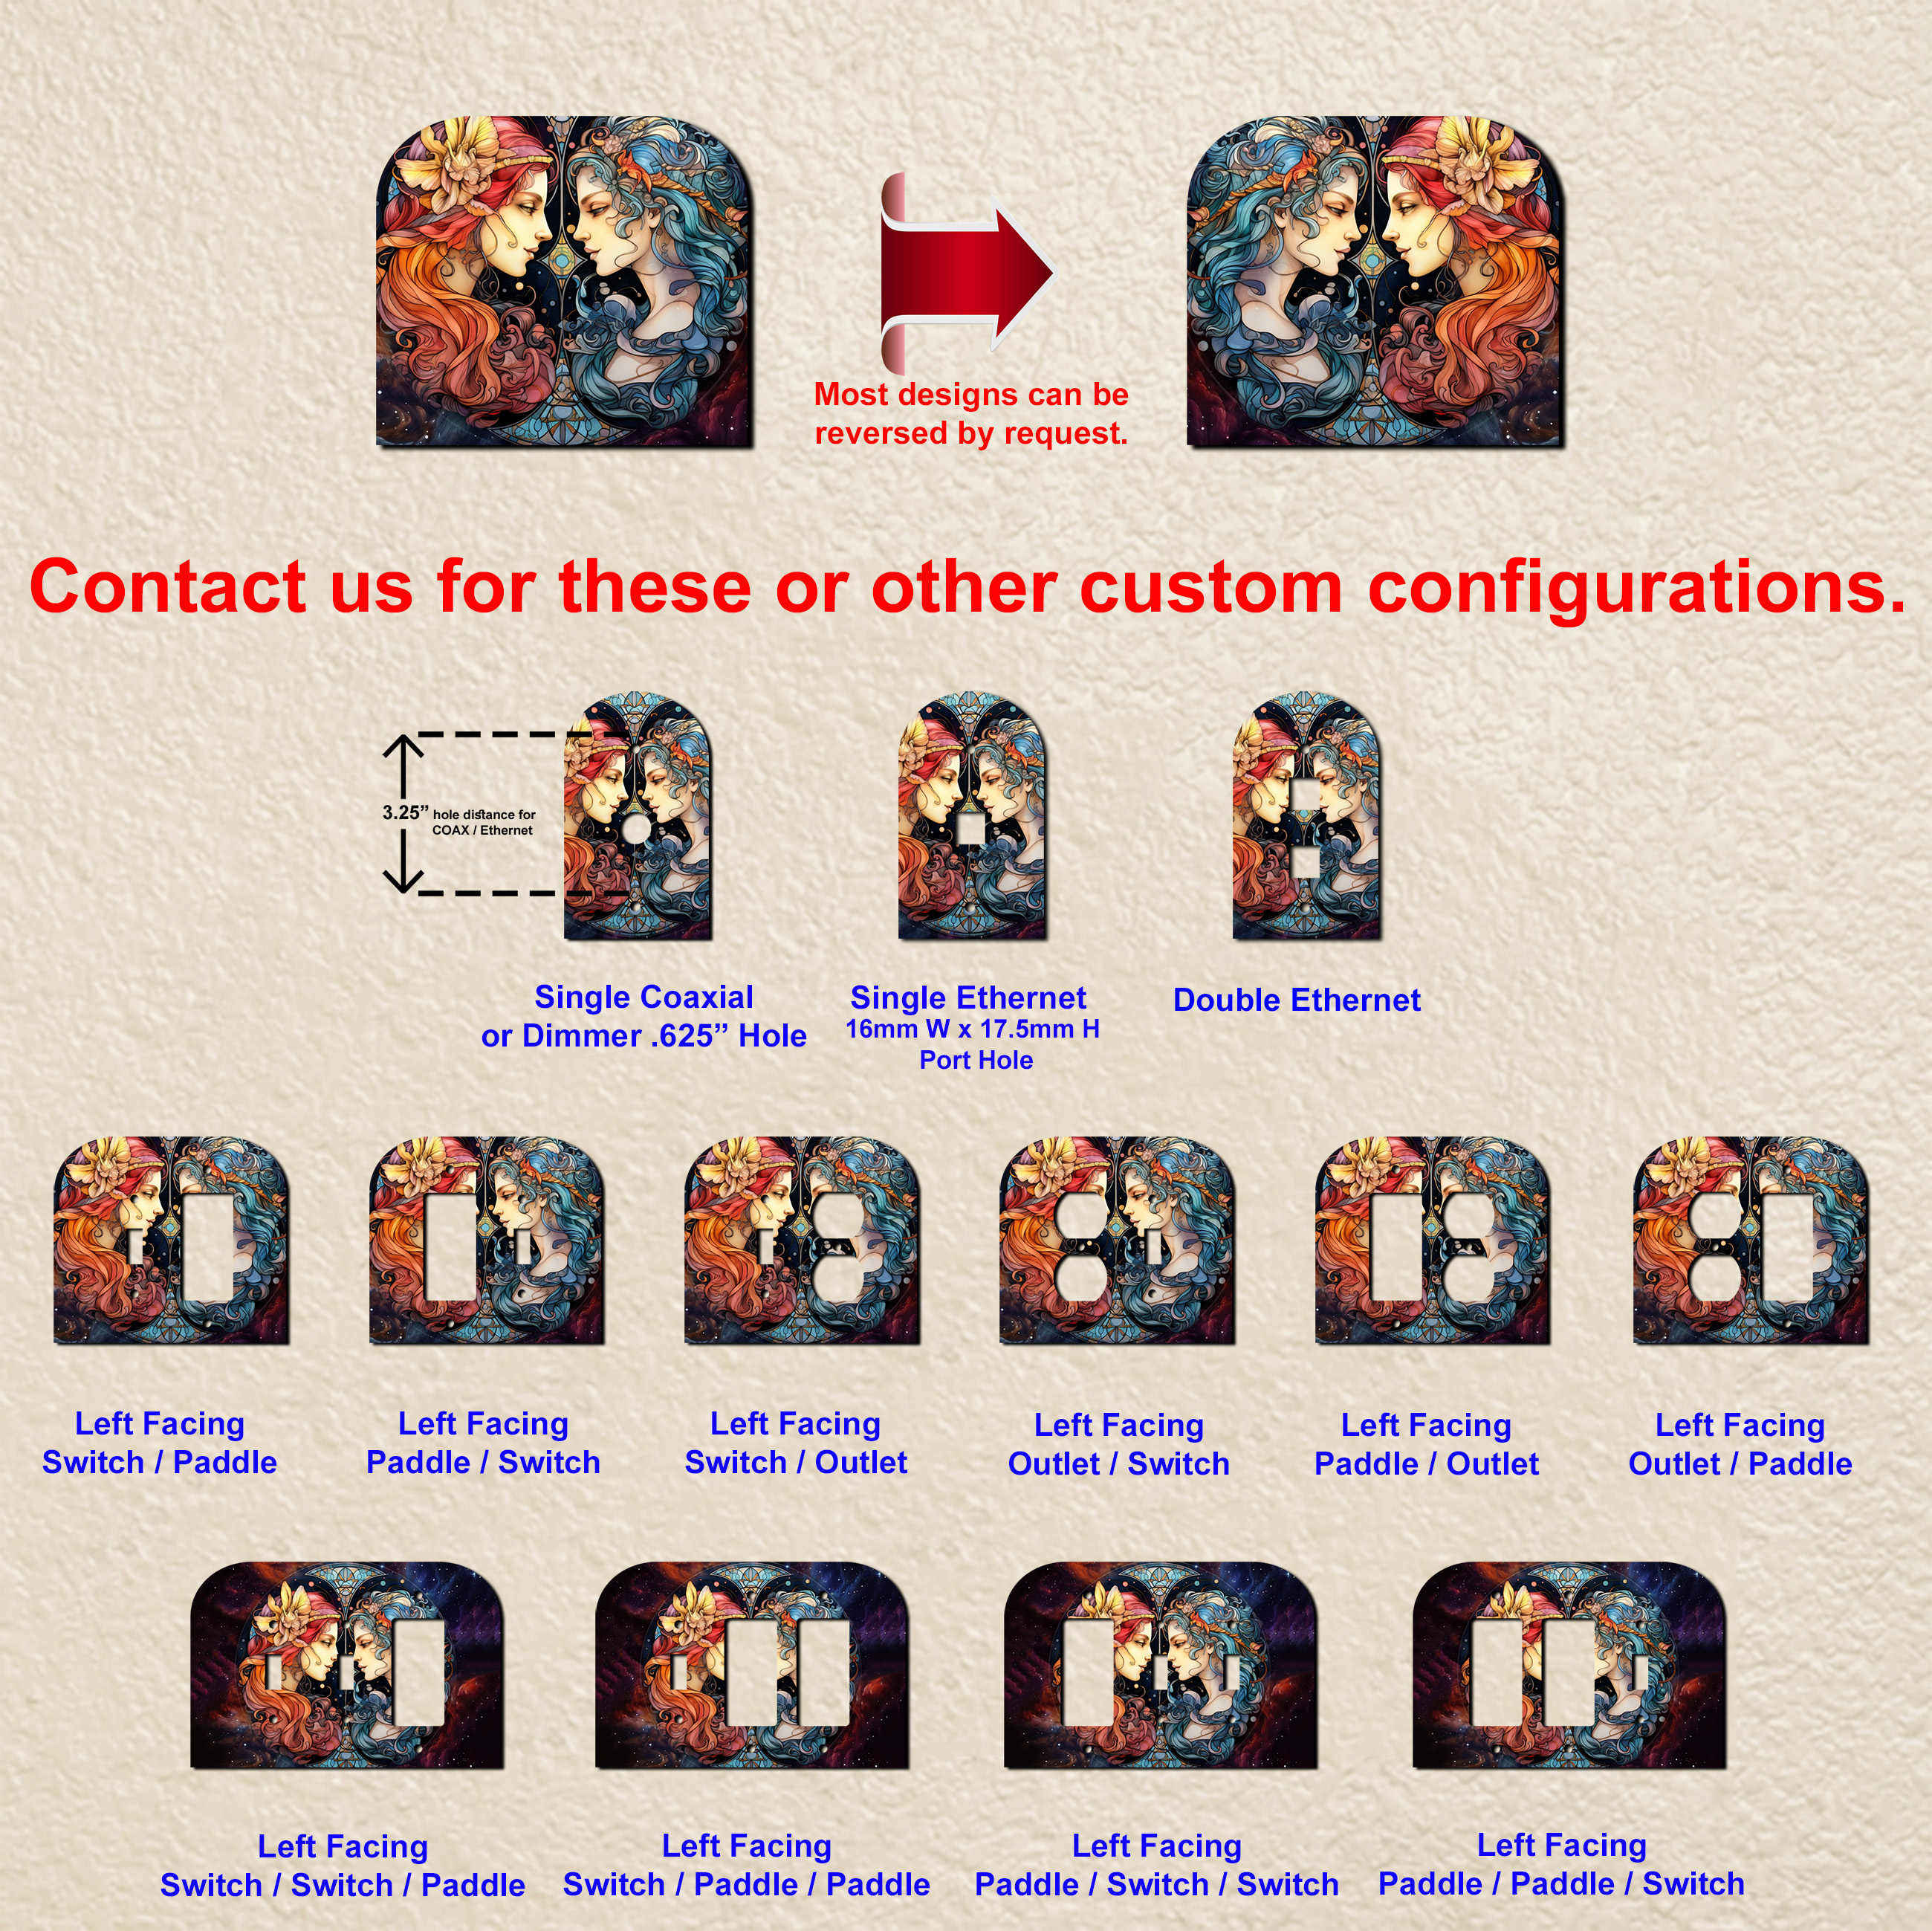 Most designs can be
reversed by request.
Contact us for these or other custom configurations.
3.25” hole distance for
COAX / Ethernet
Single Coaxial
or Dimmer .625” Hole
Single Ethernet
16mm W x 17.5mm H
Port Hole
Double Ethernet
Left Facing
Switch / Paddle
Left Facing
Paddle / Switch
Left Facing
Switch / Outlet
Left Facing
Outlet / Switch
Left Facing
Paddle / Outlet
Left Facing
Outlet / Paddle
Left Facing
Switch / Switch / Paddle
Left Facing
Switch / Paddle / Paddle
Left Facing
Paddle / Switch / Switch
Left Facing
Paddle / Paddle / Switch